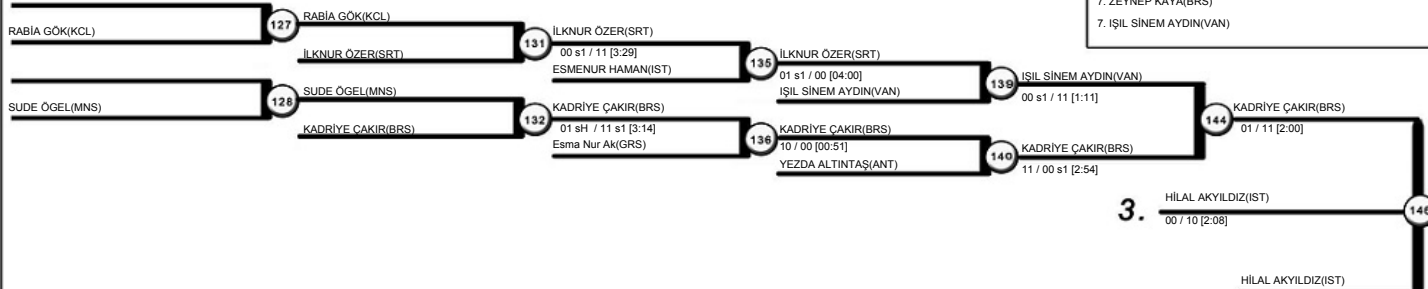 7. ZEYNEP KAYA(BRS)
7. IŞIL SİNEM AYDIN(VAN)
RABİA GÖK(KCL)
127
RABİA GÖK(KCL)
İLKNUR ÖZER(SRT)
131
İLKNUR ÖZER(SRT)
00 s1 / 11 [3:29]
ESMENUR HAMAN(IST)
135
İLKNUR ÖZER(SRT)
01 s1 / 00 [04:00]
IŞIL SİNEM AYDIN(VAN)
139
IŞIL SİNEM AYDIN(VAN)
00 s1 / 11 [1:11]
SUDE ÖGEL(MNS)
128
SUDE ÖGEL(MNS)
KADRİYE ÇAKIR(BRS)
132
KADRİYE ÇAKIR(BRS)
01 sH / 11 s1 [3:14]
Esma Nur Ak(GRS)
136
KADRİYE ÇAKIR(BRS)
10 / 00 [00:51]
YEZDA ALTINTAŞ(ANT)
140
KADRİYE ÇAKIR(BRS)
11 / 00 s1 [2:54]
144
KADRİYE ÇAKIR(BRS)
01 / 11 [2:00]
3.
HİLAL AKYILDIZ(IST)
00 / 10 [2:08]
146
HİLAL AKYILDIZ(IST)